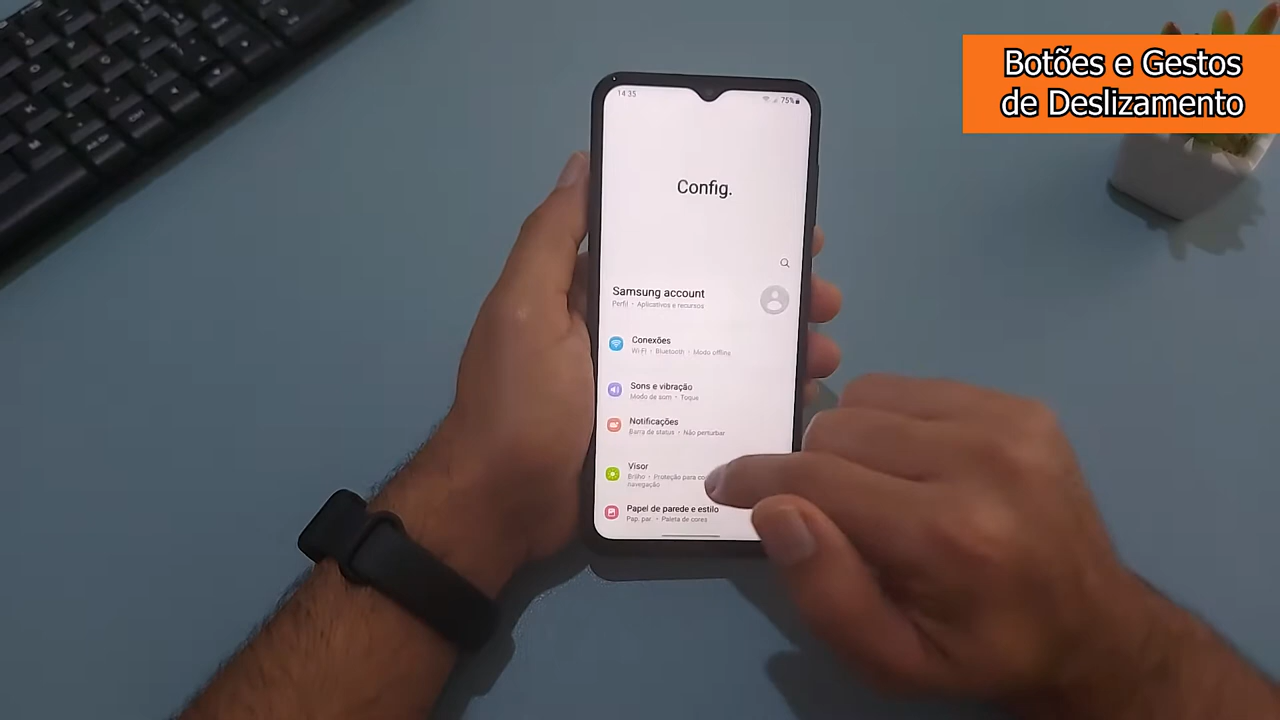 Botões e Gestos
de Deslizamento
14:35
75%
Config.
Samsung account
Perfil • Aplicativos e recursos
Conexões
Wi-Fi • Bluetooth • Modo offline
Sons e vibração
Modo de som • Toque
Notificações
Barra de status • Não perturbar
Visor
Brilho • Proteção para co
navegação
Papel de parede e estilo
Pap. par. • Paleta de cores